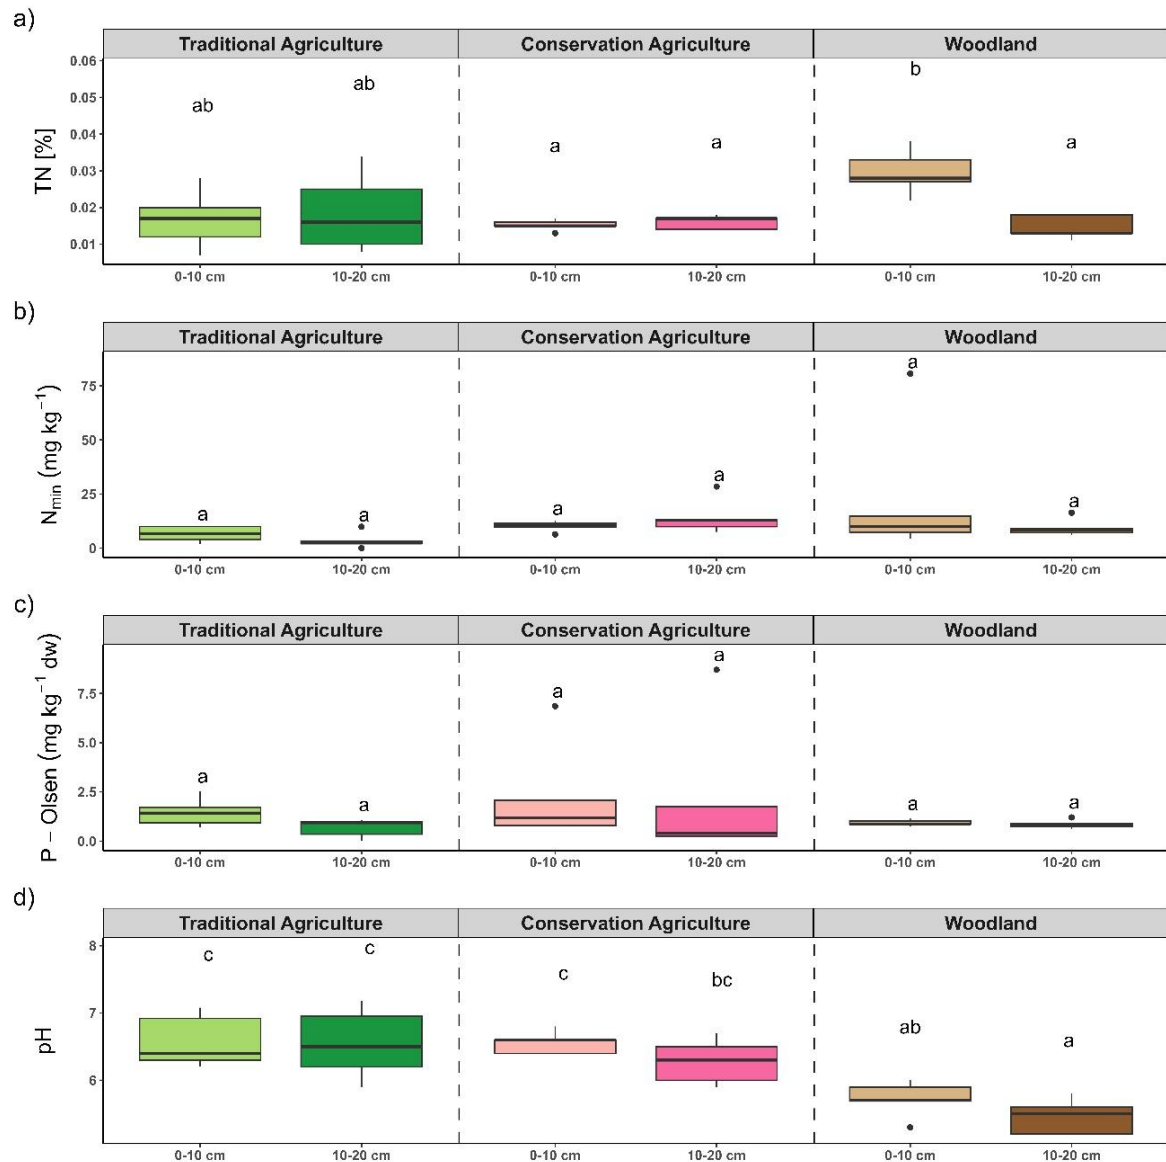 a)
Traditional Agriculture Conservation Agriculture Woodland
TN [%]
0.06
0.05
0.04
0.03
0.02
0.01
ab ab a a b a
0-10 cm 10-20 cm 0-10 cm 10-20 cm 0-10 cm 10-20 cm
b)
Traditional Agriculture Conservation Agriculture Woodland
Nmin (mg kg−1)
75
50
25
0
a a a a a a
0-10 cm 10-20 cm 0-10 cm 10-20 cm 0-10 cm 10-20 cm
c)
Traditional Agriculture Conservation Agriculture Woodland
P − Olsen (mg kg−1 dw)
7.5
5.0
2.5
0.0
a a a a a a
0-10 cm 10-20 cm 0-10 cm 10-20 cm 0-10 cm 10-20 cm
d)
Traditional Agriculture Conservation Agriculture Woodland
pH
8
7
6
c c c bc ab a
0-10 cm 10-20 cm 0-10 cm 10-20 cm 0-10 cm 10-20 cm